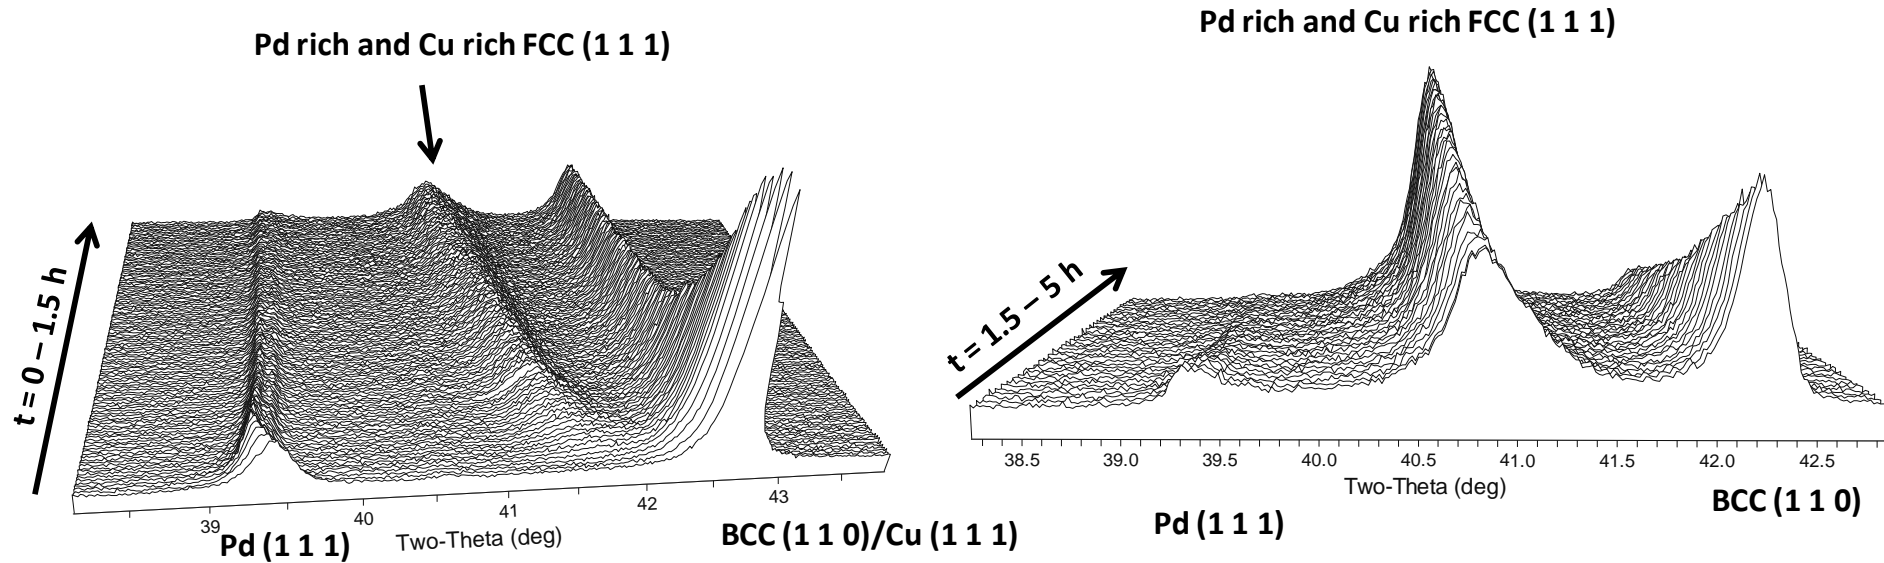 Pd rich and Cu rich FCC (1 1 1)
t = 0 – 1.5 h
39
40
41
42
43
Two-Theta (deg)
Pd (1 1 1)
BCC (1 1 0)/Cu (1 1 1)
Pd rich and Cu rich FCC (1 1 1)
t = 1.5 – 5 h
38.5
39.0
39.5
40.0
40.5
41.0
41.5
42.0
42.5
Two-Theta (deg)
Pd (1 1 1)
BCC (1 1 0)